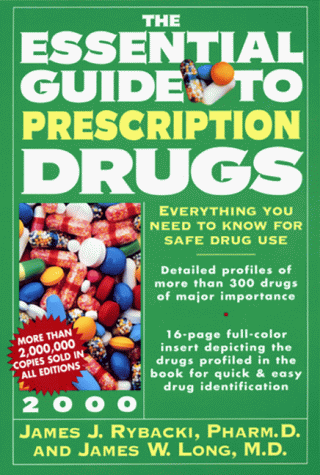 THE
ESSENTIAL
GUIDE TO
PRESCRIPTION
DRUGS
EVERYTHING YOU
NEED TO KNOW FOR
SAFE DRUG USE
Detailed profiles of
more than 300 drugs
of major importance
•
16-page full-color
insert depicting the
drugs profiled in the
book for quick & easy
drug identification
MORE THAN
2,000,000
COPIES SOLD IN
ALL EDITIONS
2000
JAMES J. RYBACKI, PHARM.D.
AND JAMES W. LONG, M.D.